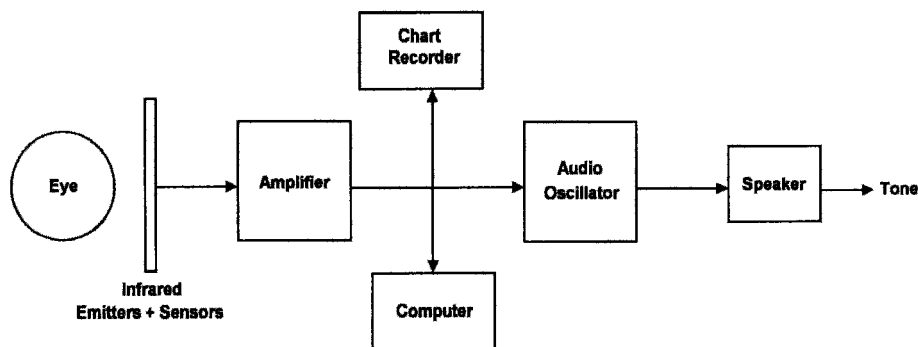 Chart
Recorder
Eye
Amplifier
Audio
Oscillator
Speaker
Tone
Infrared
Emitters + Sensors
Computer